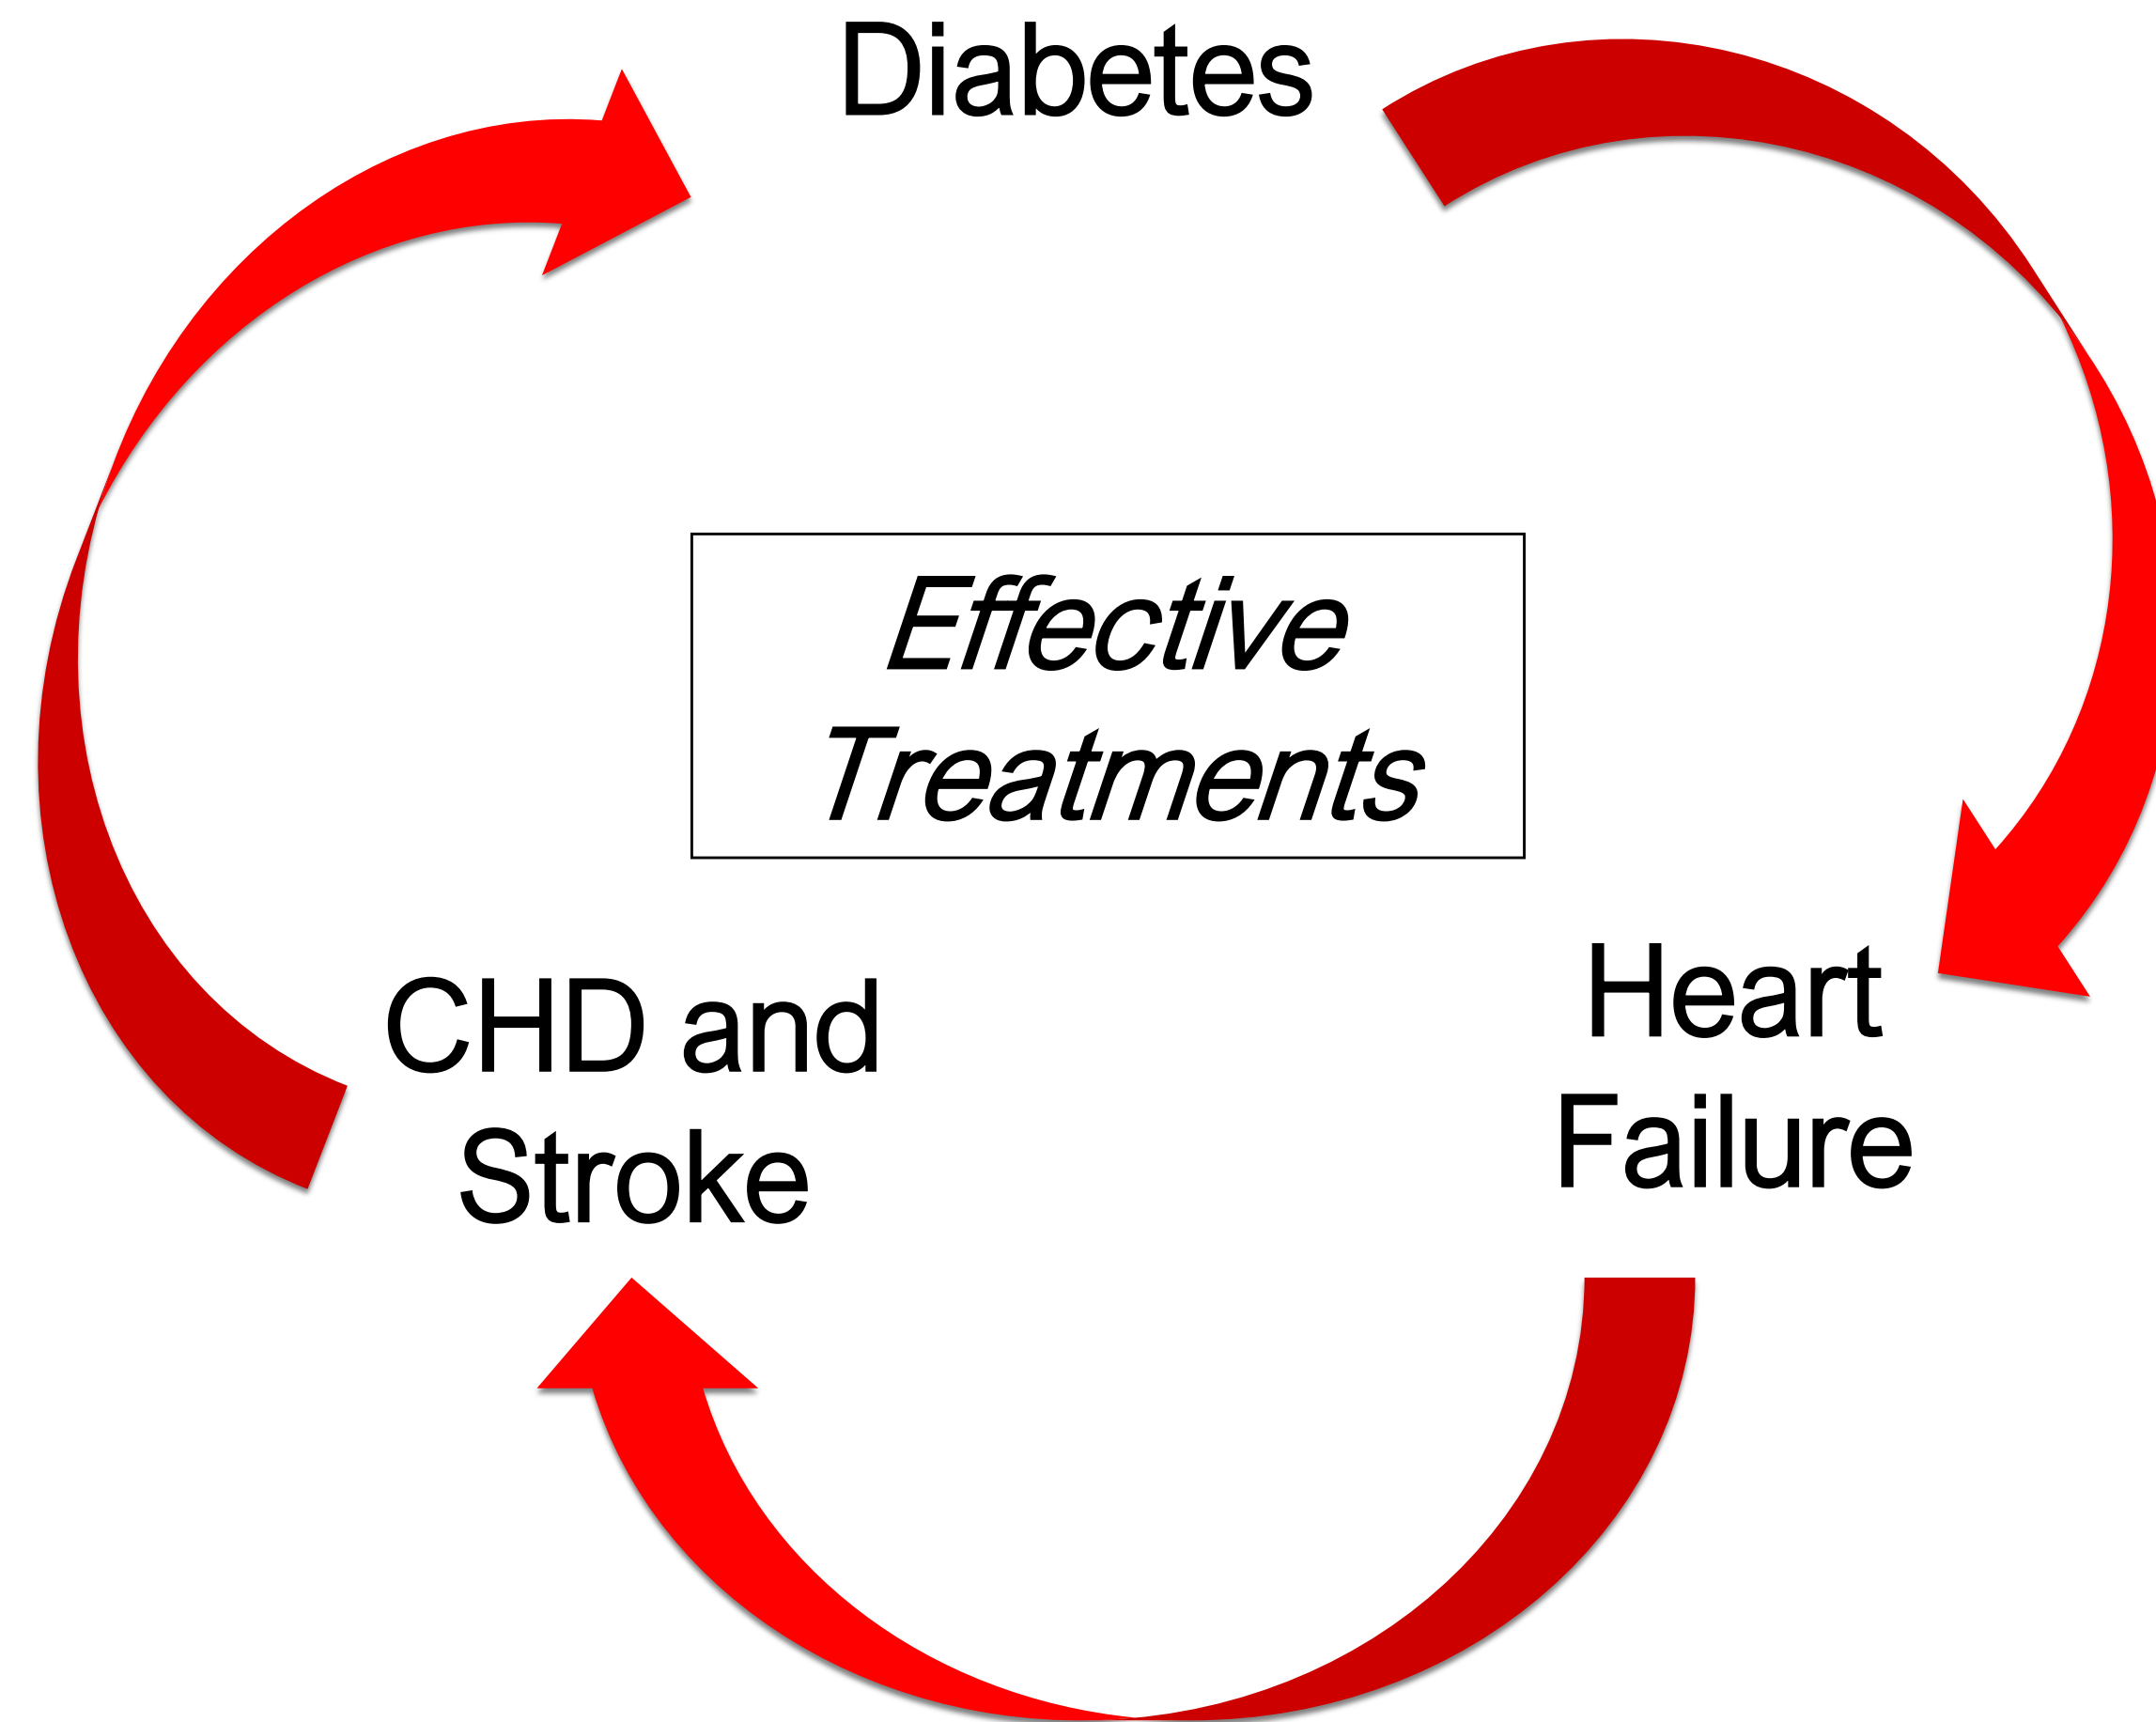 Diabetes
Effective
Treatments
Heart
Failure
CHD and
Stroke